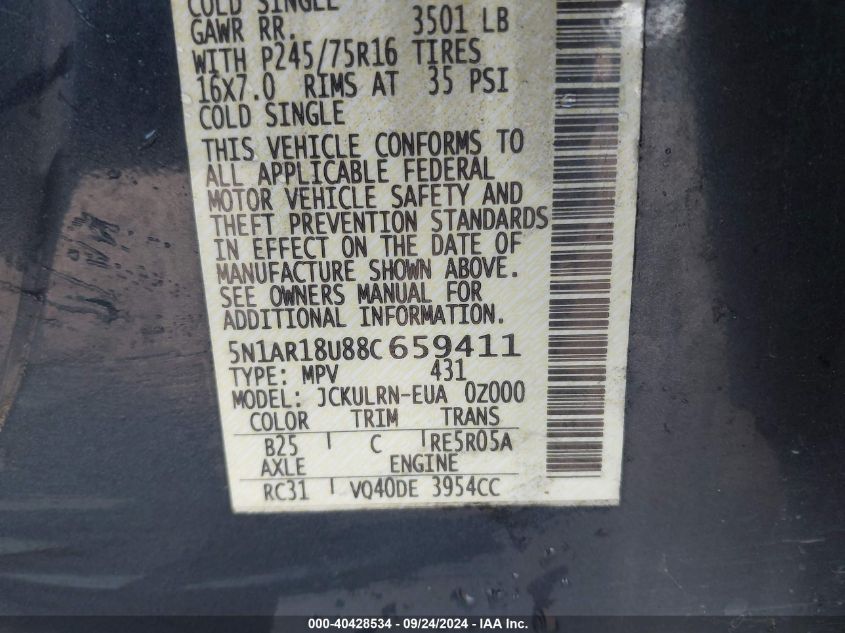 COLD SINGLE
GAWR RR. 3501 LB
WITH P245/75R16 TIRES
16x7.0 RIMS AT 35 PSI
COLD SINGLE
THIS VEHICLE CONFORMS TO
ALL APPLICABLE FEDERAL
MOTOR VEHICLE SAFETY AND
THEFT PREVENTION STANDARDS
IN EFFECT ON THE DATE OF
MANUFACTURE SHOWN ABOVE.
SEE OWNERS MANUAL FOR
ADDITIONAL INFORMATION.
5N1AR18U88C659411
TYPE: MPV 431
MODEL: JCKULRN-EUA 0Z000
COLOR TRIM TRANS
B25 C RE5R05A
AXLE ENGINE
RC31 VQ40DE 3954CC
000-40428534 - 09/24/2024 - IAA Inc.